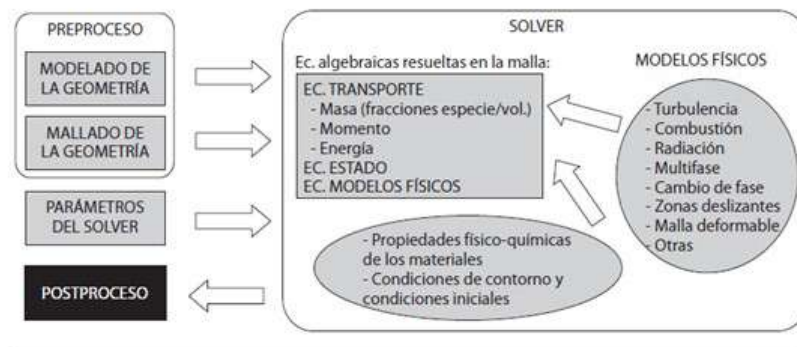 PREPROCESO
MODELADO DE
LA GEOMETRÍA
MALLADO DE
LA GEOMETRÍA
PARÁMETROS
DEL SOLVER
POSTPROCESO
SOLVER
Ec. algebraicas resueltas en la malla:
EC. TRANSPORTE
- Masa (fracciones especie/vol.)
- Momento
- Energía
EC. ESTADO
EC. MODELOS FÍSICOS
- Propiedades físico-químicas
de los materiales
- Condiciones de contorno y
condiciones iniciales
MODELOS FÍSICOS
- Turbulencia
- Combustión
- Radiación
- Multifase
- Cambio de fase
- Zonas deslizantes
- Malla deformable
- Otras